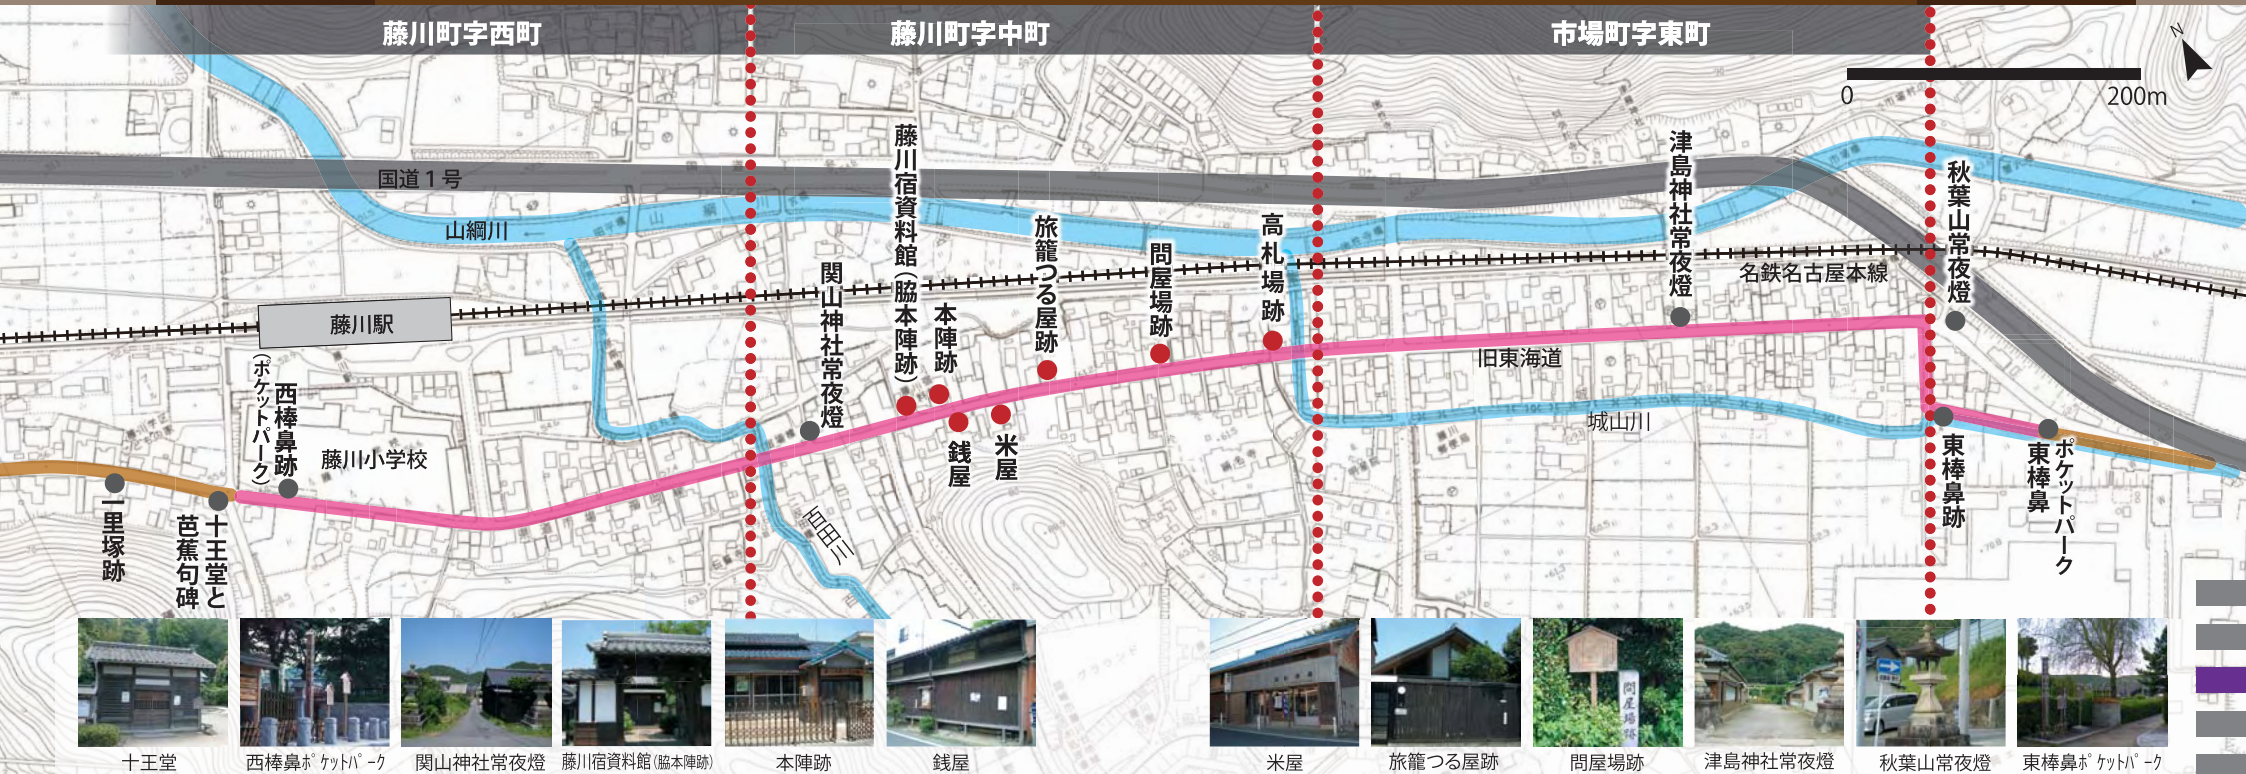 藤川町字西町
藤川町字中町
市場町字東町
N
0
200m
国道1号
山綱川
藤川駅
名鉄名古屋本線
旧東海道
城山川
百田川
藤川小学校
一里塚跡
十王堂と
芭蕉句碑
西棒鼻跡
(ポケットパーク)
関山神社常夜燈
藤川宿資料館(脇本陣跡)
本陣跡
銭屋
米屋
旅籠つる屋跡
問屋場跡
高札場跡
津島神社常夜燈
秋葉山常夜燈
東棒鼻跡
東棒鼻
ポケットパーク
グラウンド
問屋場跡
十王堂
西棒鼻ポケットパーク
関山神社常夜燈
藤川宿資料館(脇本陣跡)
本陣跡
銭屋
米屋
旅籠つる屋跡
問屋場跡
津島神社常夜燈
秋葉山常夜燈
東棒鼻ポケットパーク